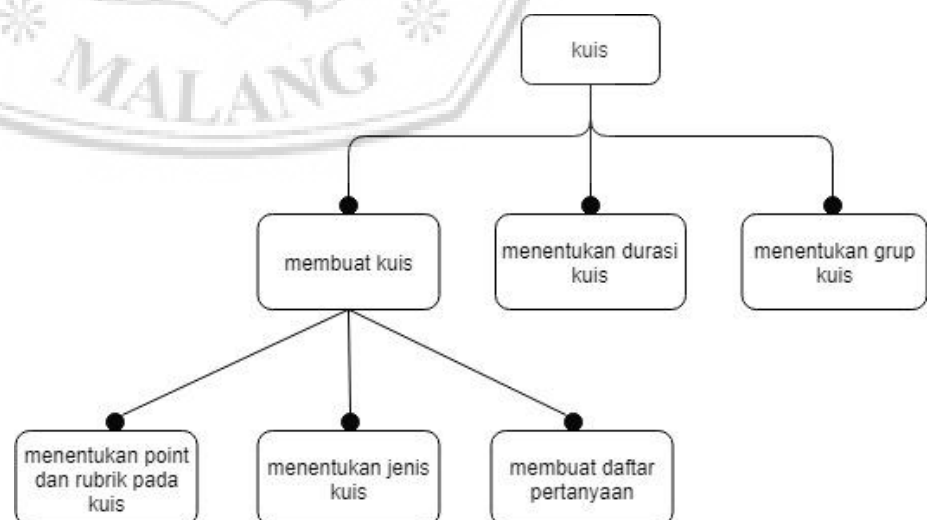 MALANG
kuis
membuat kuis
menentukan durasi
kuis
menentukan grup
kuis
menentukan point
dan rubrik pada
kuis
menentukan jenis
kuis
membuat daftar
pertanyaan